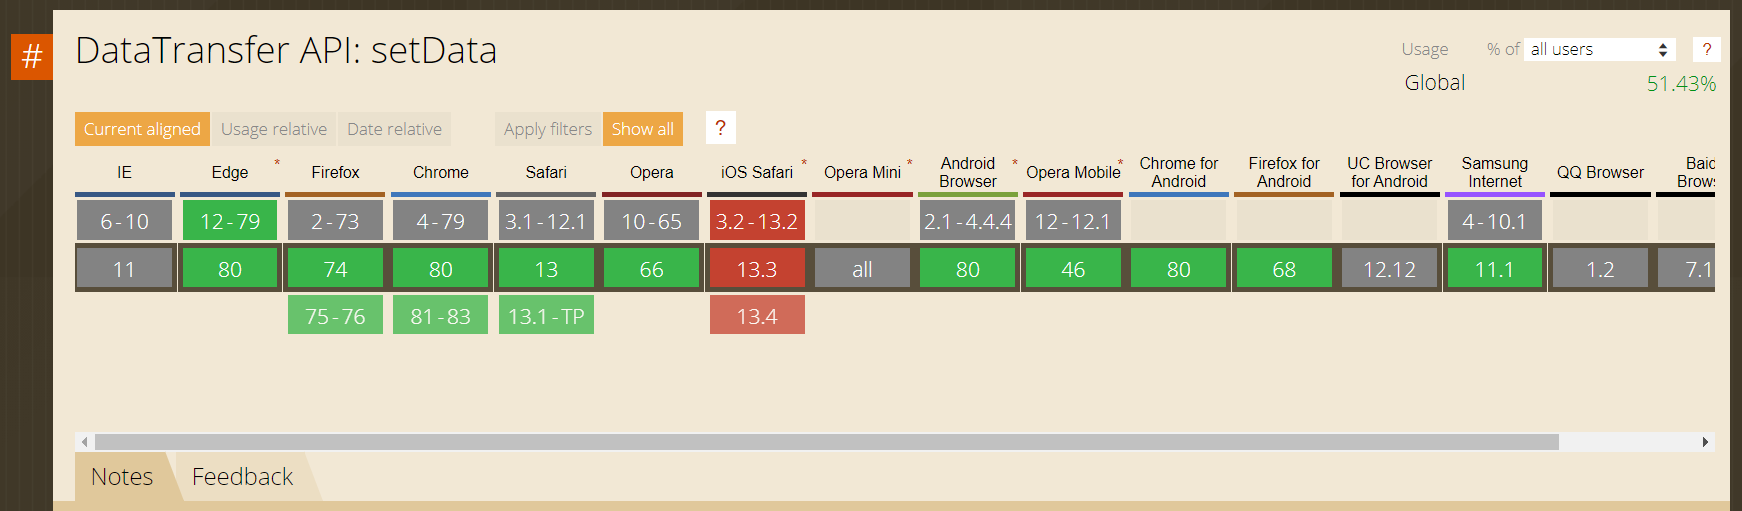 #
DataTransfer API: setData
Usage % of all users ?
Global 51.43%
Current aligned Usage relative Date relative Apply filters Show all ?
IE Edge * Firefox Chrome Safari Opera iOS Safari * Opera Mini * Android Browser * Opera Mobile * Chrome for Android Firefox for Android UC Browser for Android Samsung Internet QQ Browser
6-10 12-79 2-73 4-79 3.1-12.1 10-65 3.2-13.2 2.1-4.4.4 12-12.1 4-10.1
11 80 74 80 13 66 13.3 all 80 46 80 68 12.12 11.1 1.2 7.1
75-76 81-83 13.1-TP 13.4
Notes Feedback